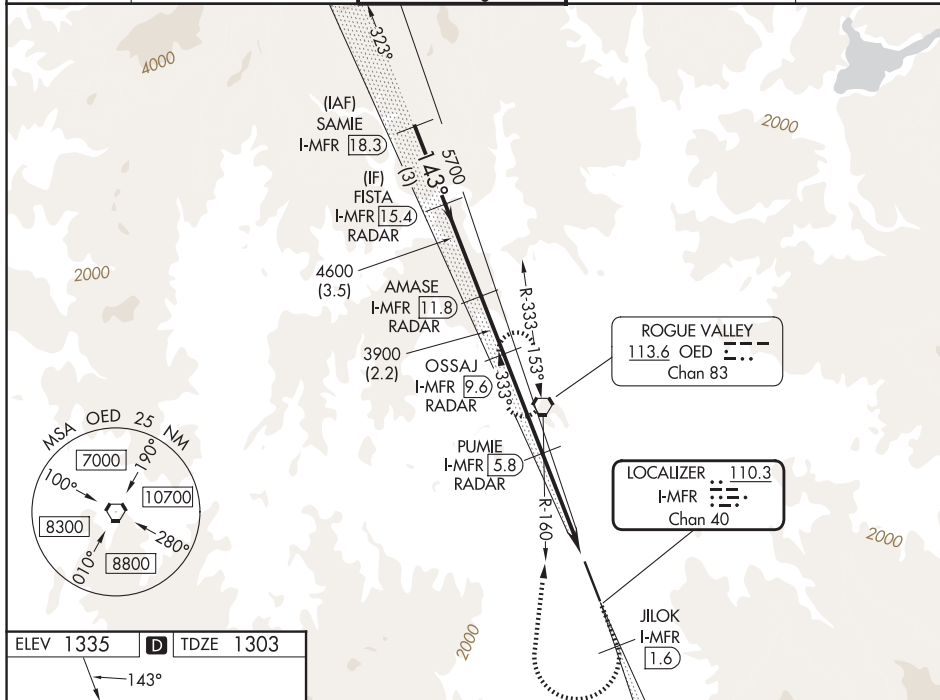 323°
4000
(IAF)
SAMIE
I-MFR 18.3
2000
5700
143°
(3)
(IF)
FISTA
I-MFR 15.4
RADAR
2000
4600
(3.5)
AMASE
I-MFR 11.8
RADAR
R-333
153°
3900
(2.2)
OSSAJ
I-MFR 9.6
RADAR
333°
ROGUE VALLEY
113.6 OED
Chan 83
MSA OED 25 NM
7000
190°
100°
10700
8300
280°
010°
8800
PUMIE
I-MFR 5.8
RADAR
R-160
LOCALIZER 110.3
I-MFR
Chan 40
2000
2000
JILOK
I-MFR
1.6
ELEV 1335 D TDZE 1303
143°